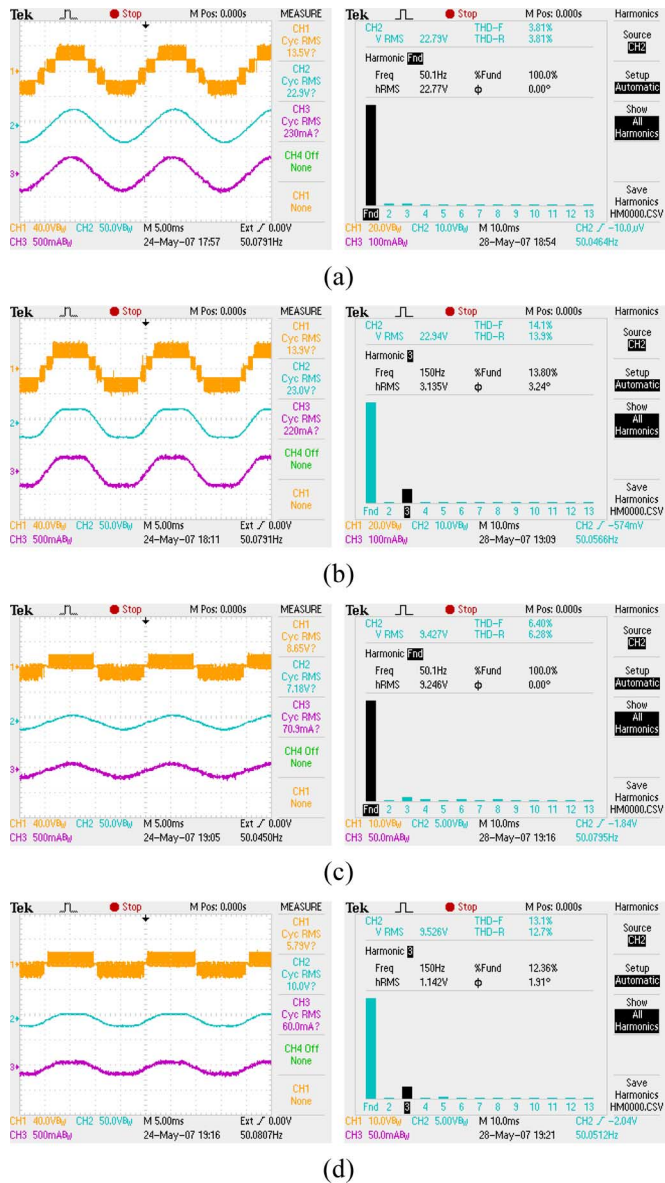 Tek Stop M Pos: 0.000s MEASURE
CH1
Cyc RMS
13.5V?
CH2
Cyc RMS
22.9V?
CH3
Cyc RMS
230mA?
CH4 Off
None
CH1
None
1
2
3
CH1 40.0VBW CH2 50.0VBW M 5.00ms Ext 0.00V
CH3 500mABW 24-May-07 17:57 50.0791Hz
Tek Stop M Pos: 0.000s Harmonics
CH2 THD-F 3.81%
V RMS 22.79V THD-R 3.81%
Harmonic Fnd
Freq 50.1Hz %Fund 100.0%
hRMS 22.77V ϕ 0.00°
Source
CH2
Setup
Automatic
Show
All
Harmonics
Save
Harmonics
HM0000.CSV
Fnd 2 3 4 5 6 7 8 9 10 11 12 13
CH1 20.0VBW CH2 10.0VBW M 10.0ms CH2 -10.0µV
CH3 100mABW 28-May-07 18:54 50.0464Hz
(a)
Tek Stop M Pos: 0.000s MEASURE
CH1
Cyc RMS
13.9V?
CH2
Cyc RMS
23.0V?
CH3
Cyc RMS
220mA?
CH4 Off
None
CH1
None
1
2
3
CH1 40.0VBW CH2 50.0VBW M 5.00ms Ext 0.00V
CH3 500mABW 24-May-07 18:11 50.0791Hz
Tek Stop M Pos: 0.000s Harmonics
CH2 THD-F 14.1%
V RMS 22.94V THD-R 13.9%
Harmonic 3
Freq 150Hz %Fund 13.80%
hRMS 3.135V ϕ 3.24°
Source
CH2
Setup
Automatic
Show
All
Harmonics
Save
Harmonics
HM0000.CSV
Fnd 2 3 4 5 6 7 8 9 10 11 12 13
CH1 20.0VBW CH2 10.0VBW M 10.0ms CH2 -574mV
CH3 100mABW 28-May-07 19:09 50.0566Hz
(b)
Tek Stop M Pos: 0.000s MEASURE
CH1
Cyc RMS
8.65V?
CH2
Cyc RMS
7.18V?
CH3
Cyc RMS
70.9mA?
CH4 Off
None
CH1
None
1
2
3
CH1 40.0VBW CH2 50.0VBW M 5.00ms Ext 0.00V
CH3 500mABW 24-May-07 19:05 50.0450Hz
Tek Stop M Pos: 0.000s Harmonics
CH2 THD-F 6.40%
V RMS 9.427V THD-R 6.28%
Harmonic Fnd
Freq 50.1Hz %Fund 100.0%
hRMS 9.246V ϕ 0.00°
Source
CH2
Setup
Automatic
Show
All
Harmonics
Save
Harmonics
HM0000.CSV
Fnd 2 3 4 5 6 7 8 9 10 11 12 13
CH1 10.0VBW CH2 5.00VBW M 10.0ms CH2 -1.84V
CH3 50.0mABW 28-May-07 19:16 50.0795Hz
(c)
Tek Stop M Pos: 0.000s MEASURE
CH1
Cyc RMS
5.79V?
CH2
Cyc RMS
10.0V?
CH3
Cyc RMS
60.0mA?
CH4 Off
None
CH1
None
1
2
3
CH1 40.0VBW CH2 50.0VBW M 5.00ms Ext 0.00V
CH3 500mABW 24-May-07 19:16 50.0807Hz
Tek Stop M Pos: 0.000s Harmonics
CH2 THD-F 13.1%
V RMS 9.526V THD-R 12.7%
Harmonic 3
Freq 150Hz %Fund 12.36%
hRMS 1.142V ϕ 1.91°
Source
CH2
Setup
Automatic
Show
All
Harmonics
Save
Harmonics
HM0000.CSV
Fnd 2 3 4 5 6 7 8 9 10 11 12 13
CH1 10.0VBW CH2 5.00VBW M 10.0ms CH2 -2.04V
CH3 50.0mABW 28-May-07 19:21 50.0512Hz
(d)